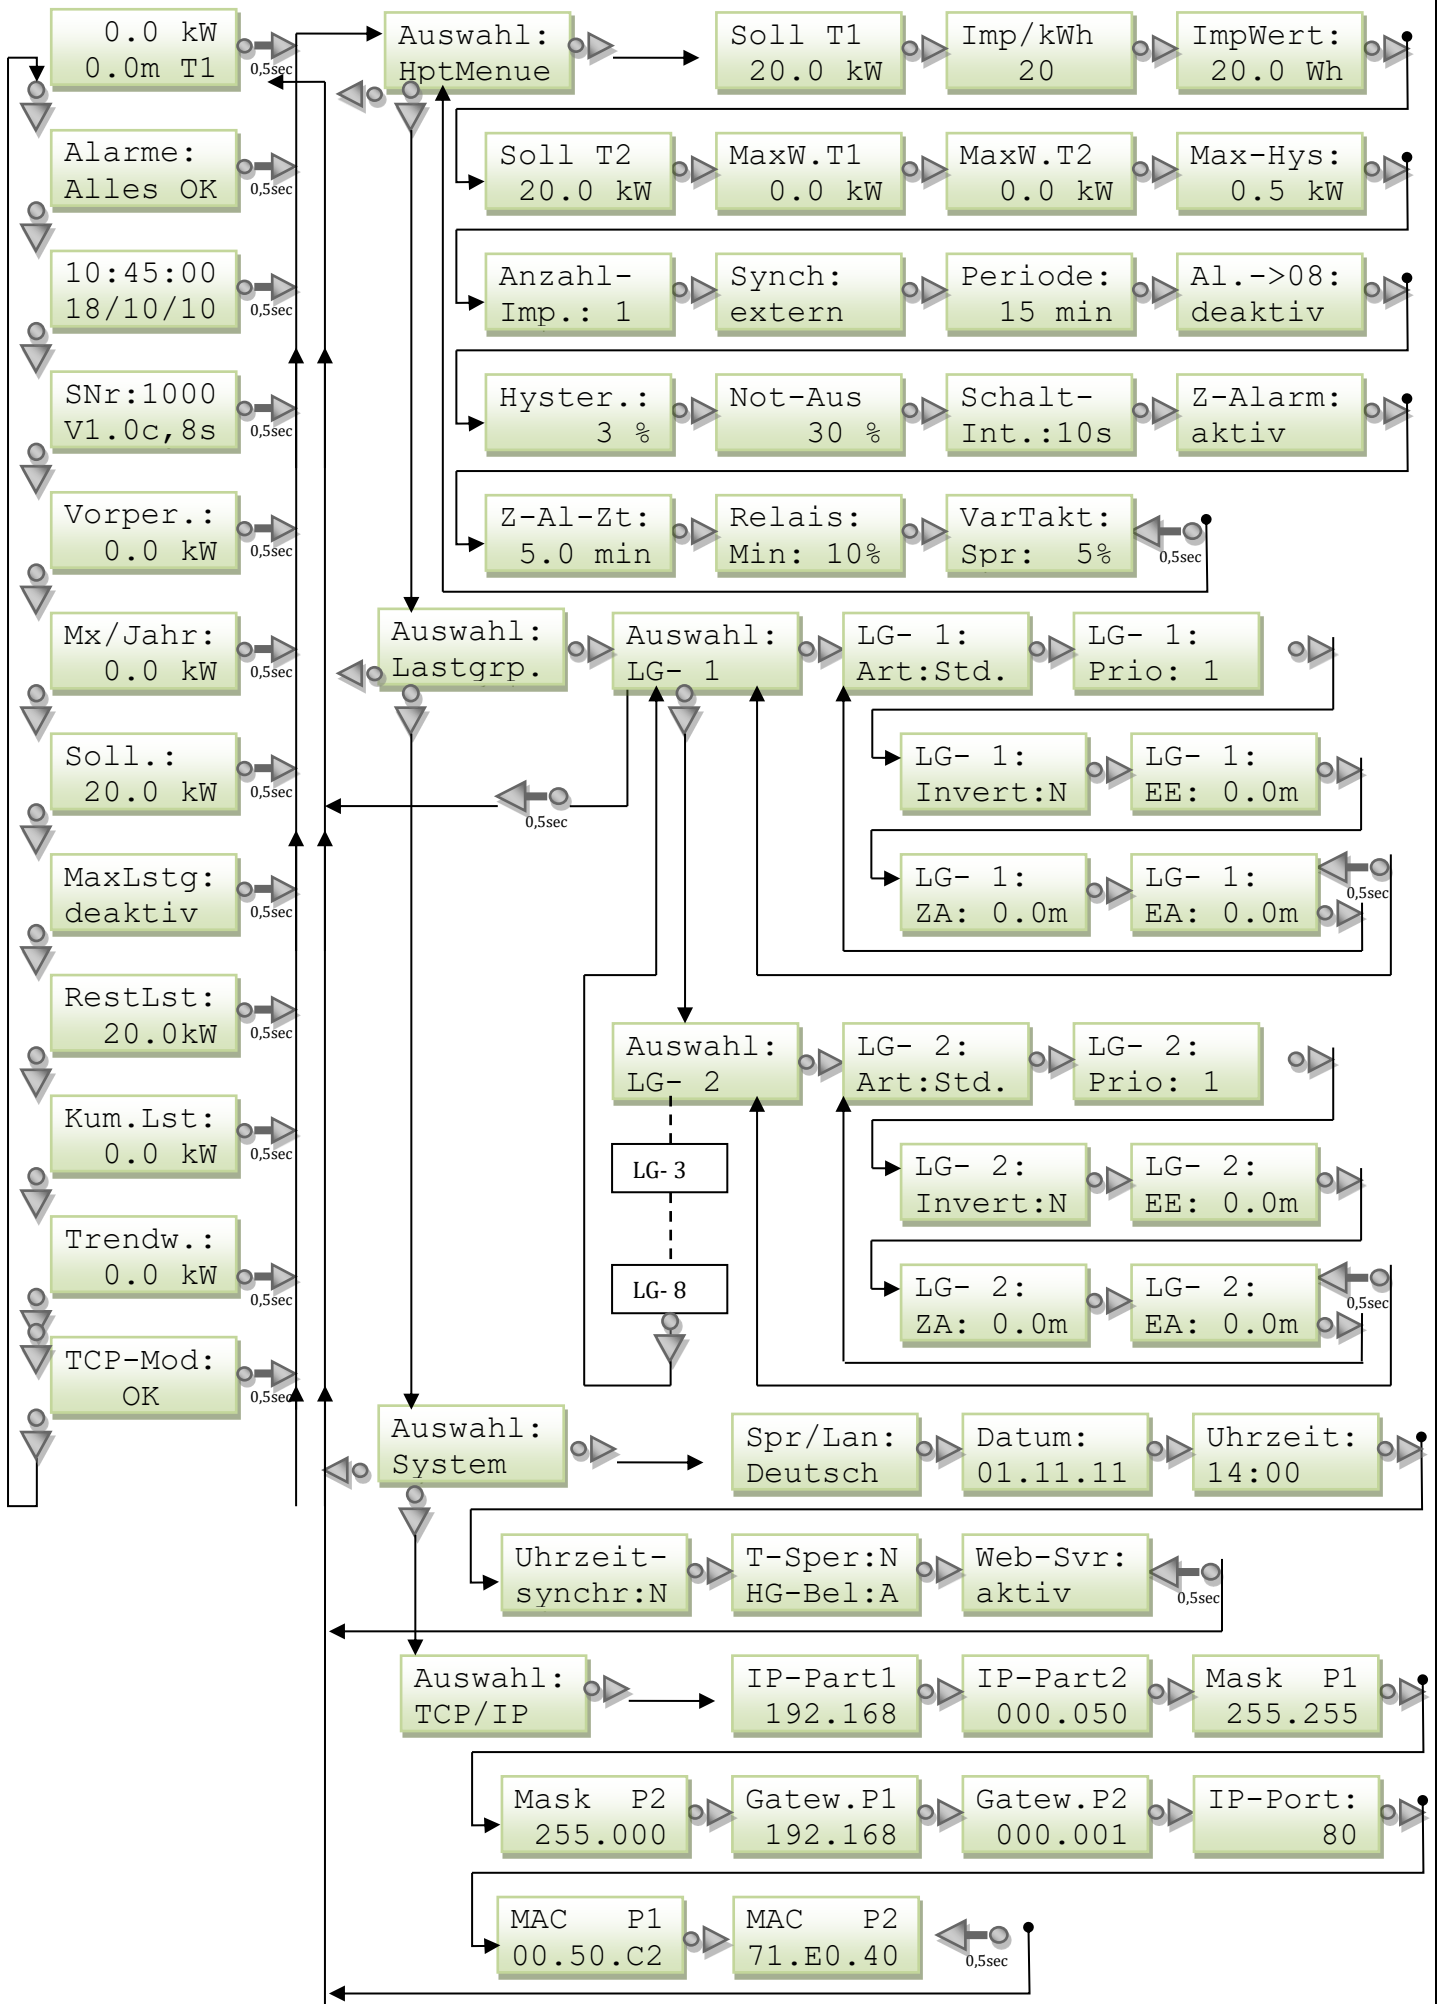 0.0 kW
0.0m T1
0,5sec
Alarme:
Alles OK
0,5sec
10:45:00
18/10/10
0,5sec
SNr:1000
V1.0c,8s
0,5sec
Vorper.:
0.0 kW
0,5sec
Mx/Jahr:
0.0 kW
0,5sec
Soll.:
20.0 kW
0,5sec
MaxLstg:
deaktiv
0,5sec
RestLst:
20.0kW
0,5sec
Kum.Lst:
0.0 kW
0,5sec
Trendw.:
0.0 kW
0,5sec
TCP-Mod:
OK
0,5sec
Auswahl:
HptMenue
Soll T1
20.0 kW
Imp/kWh
20
ImpWert:
20.0 Wh
Soll T2
20.0 kW
MaxW.T1
0.0 kW
MaxW.T2
0.0 kW
Max-Hys:
0.5 kW
Anzahl-
Imp.: 1
Synch:
extern
Periode:
15 min
Al.->08:
deaktiv
Hyster.:
3 %
Not-Aus
30 %
Schalt-
Int.:10s
Z-Alarm:
aktiv
Z-Al-Zt:
5.0 min
Relais:
Min: 10%
VarTakt:
Spr: 5%
0,5sec
Auswahl:
Lastgrp.
Auswahl:
LG- 1
LG- 1:
Art:Std.
LG- 1:
Prio: 1
LG- 1:
Invert:N
LG- 1:
EE: 0.0m
0,5sec
LG- 1:
ZA: 0.0m
LG- 1:
EA: 0.0m
0,5sec
Auswahl:
LG- 2
LG- 2:
Art:Std.
LG- 2:
Prio: 1
LG- 3
LG- 2:
Invert:N
LG- 2:
EE: 0.0m
LG- 8
LG- 2:
ZA: 0.0m
LG- 2:
EA: 0.0m
0,5sec
Auswahl:
System
Spr/Lan:
Deutsch
Datum:
01.11.11
Uhrzeit:
14:00
Uhrzeit-
synchr:N
T-Sper:N
HG-Bel:A
Web-Svr:
aktiv
0,5sec
Auswahl:
TCP/IP
IP-Part1
192.168
IP-Part2
000.050
Mask P1
255.255
Mask P2
255.000
Gatew.P1
192.168
Gatew.P2
000.001
IP-Port:
80
MAC P1
00.50.C2
MAC P2
71.E0.40
0,5sec